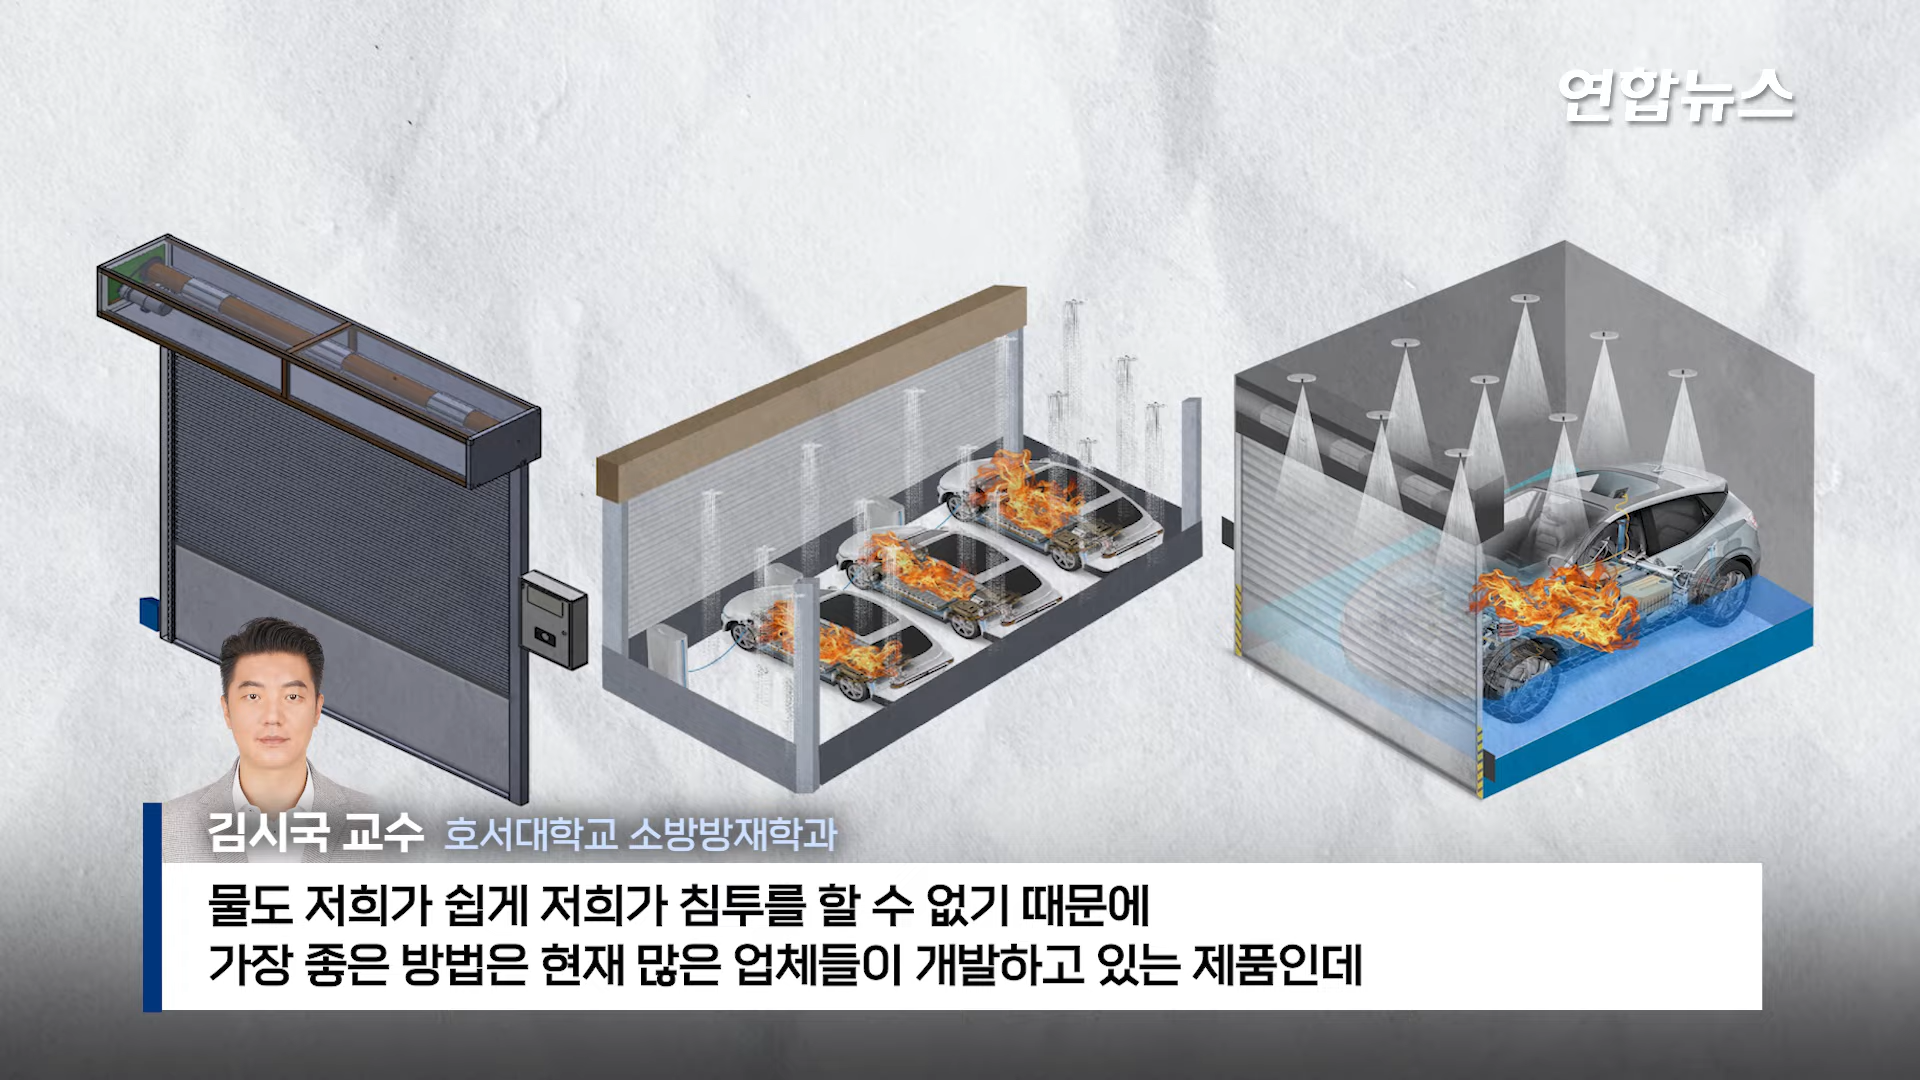 연합뉴스
김시국 교수 호서대학교 소방방재학과
물도 저희가 쉽게 저희가 침투를 할 수 없기 때문에
가장 좋은 방법은 현재 많은 업체들이 개발하고 있는 제품인데